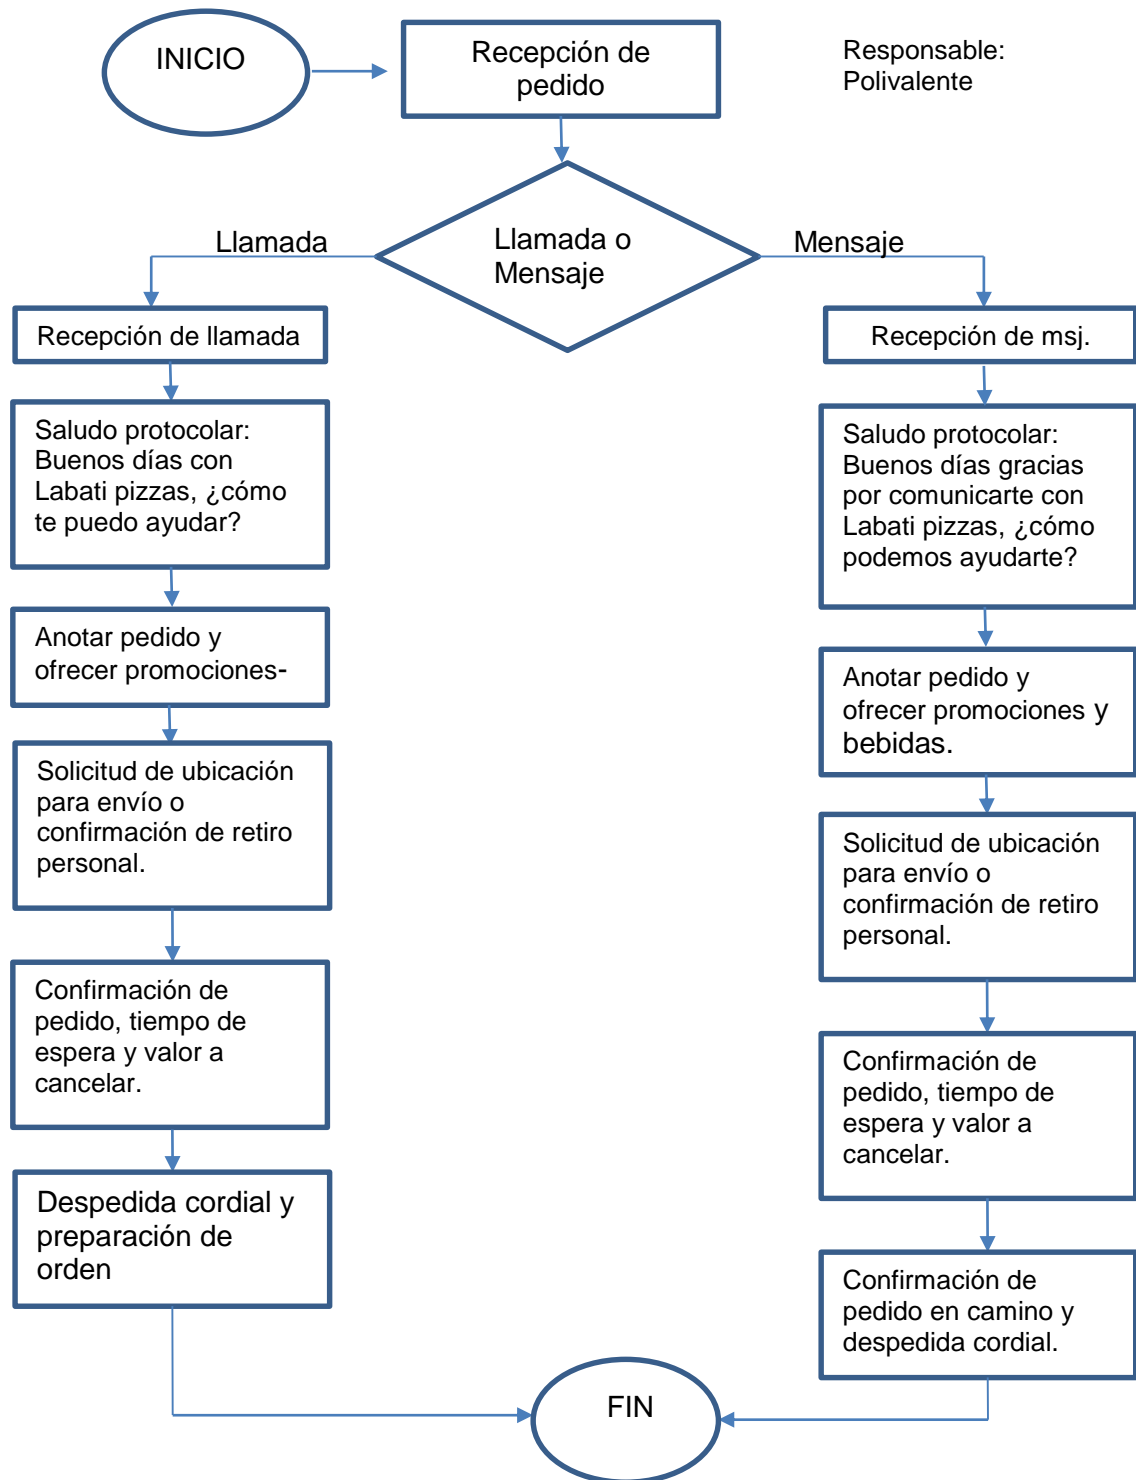 INICIO
Recepción de
pedido
Responsable:
Polivalente
Llamada o
Mensaje
Llamada
Mensaje
Recepción de llamada
Saludo protocolar:
Buenos días con
Labati pizzas, ¿cómo
te puedo ayudar?
Anotar pedido y
ofrecer promociones-
Solicitud de ubicación
para envío o
confirmación de retiro
personal.
Confirmación de
pedido, tiempo de
espera y valor a
cancelar.
Despedida cordial y
preparación de
orden
Recepción de msj.
Saludo protocolar:
Buenos días gracias
por comunicarte con
Labati pizzas, ¿cómo
podemos ayudarte?
Anotar pedido y
ofrecer promociones y
bebidas.
Solicitud de ubicación
para envío o
confirmación de retiro
personal.
Confirmación de
pedido, tiempo de
espera y valor a
cancelar.
Confirmación de
pedido en camino y
despedida cordial.
FIN